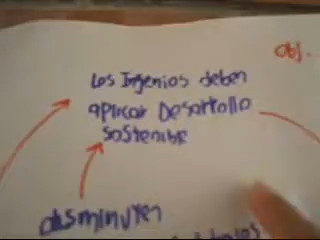 Obj.
Los Ingenios deben
aplicar Desarrollo
sostenible
disminuyen